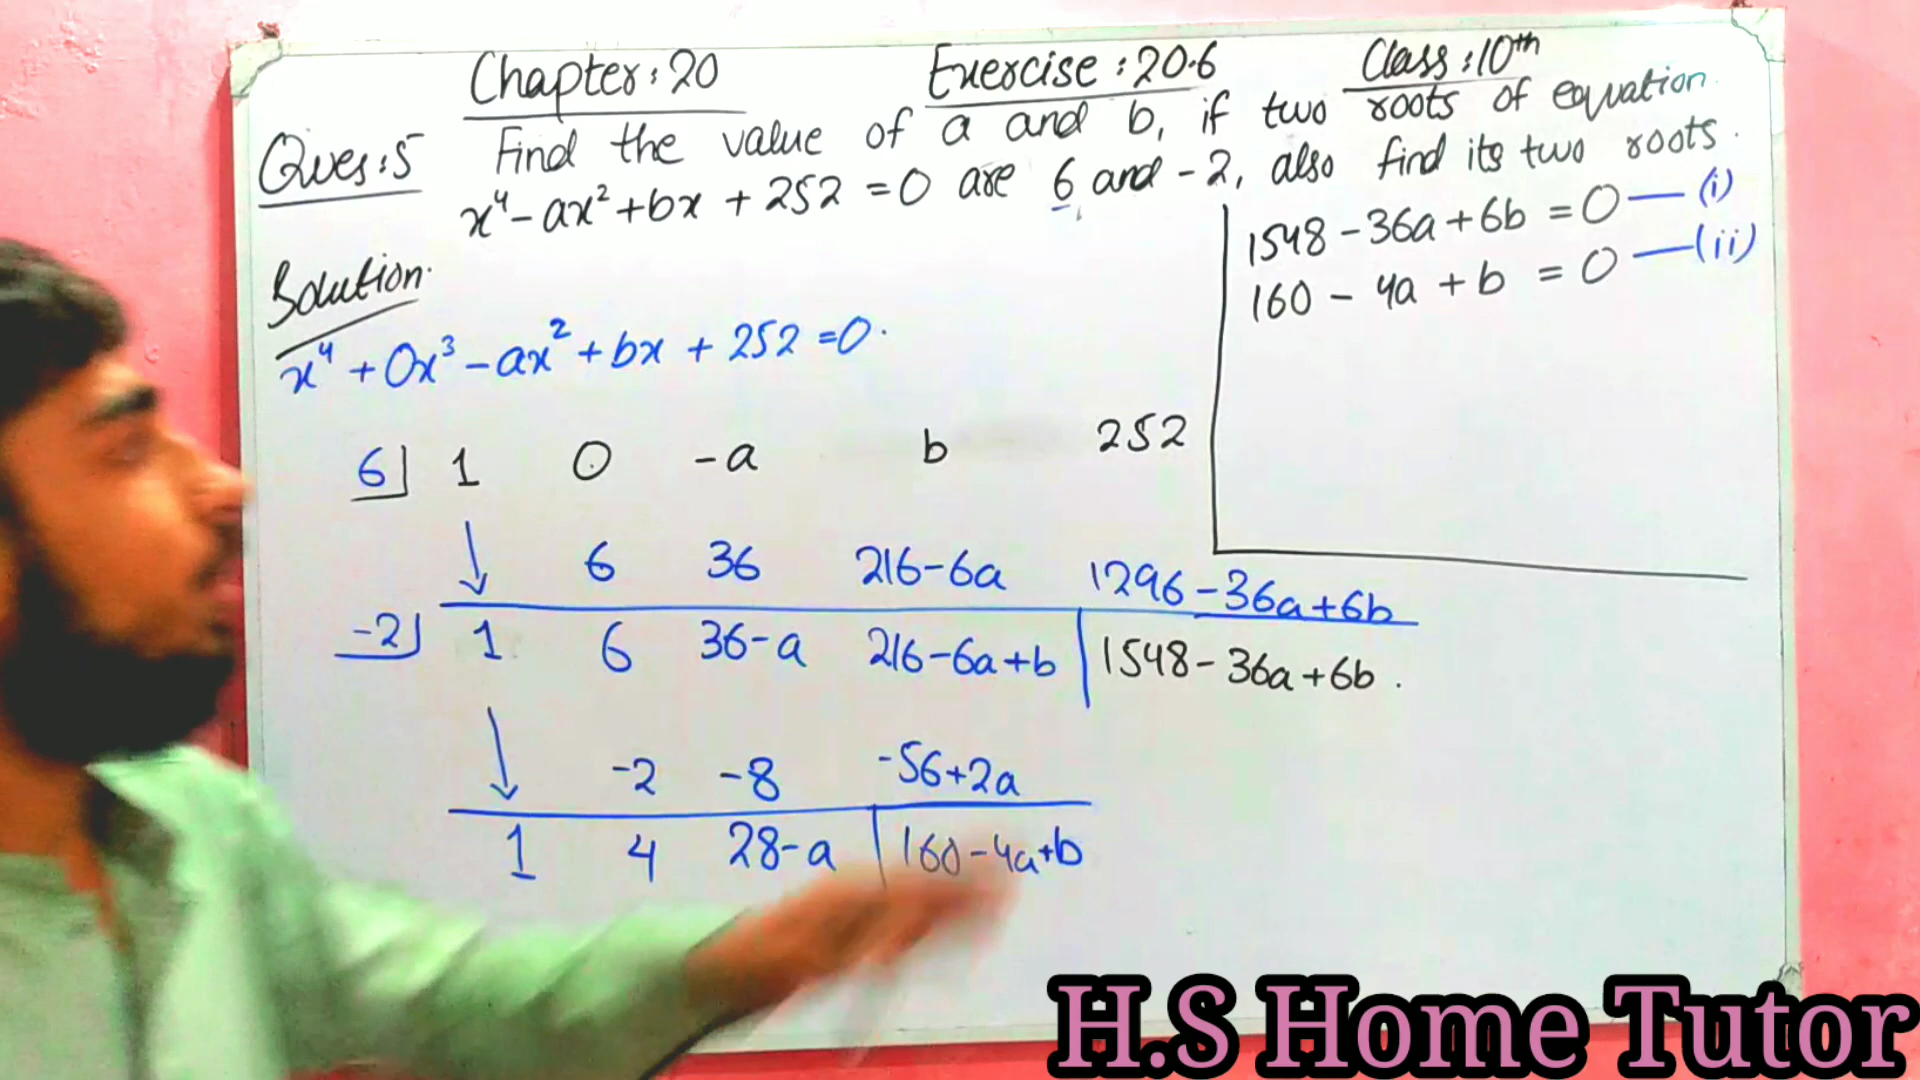 Chapter: 20 Exercise: 20.6 Class: 10th
Ques: 5 Find the value of a and b, if two roots of equation
x⁴ - ax² + bx + 252 = 0 are 6 and -2, also find its two roots.
Solution.
1548 - 36a + 6b = 0 — (i)
160 - 4a + b = 0 — (ii)
x⁴ + 0x³ - ax² + bx + 252 = 0.
6 1 0 -a b 252
↓ 6 36 216-6a 1296-36a+6b
-2 1 6 36-a 216-6a+b 1548-36a+6b.
↓ -2 -8 -56+2a
1 4 28-a 160-4a+b
H.S Home Tutor